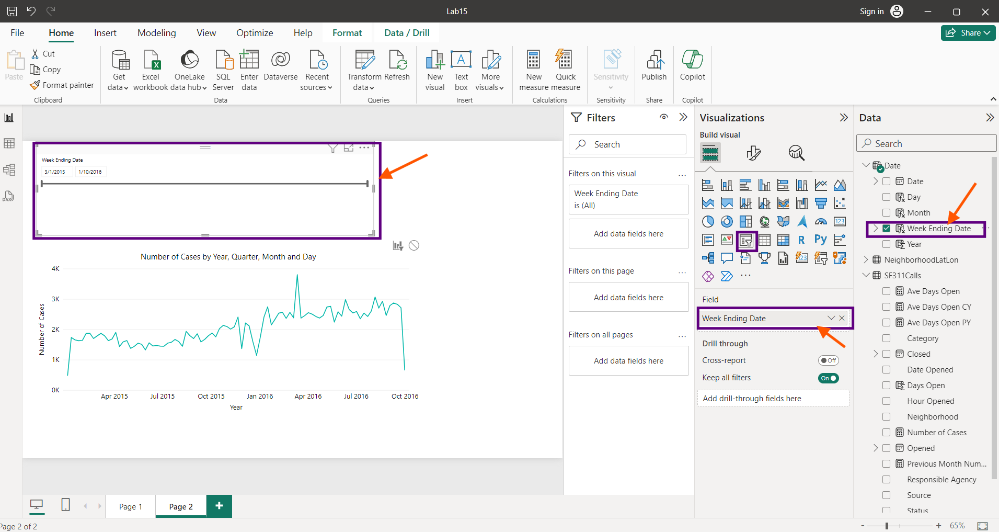 Lab15
Sign in
File
Home
Insert
Modeling
View
Optimize
Help
Format
Data / Drill
Share
Paste
Cut
Copy
Format painter
Clipboard
Get data
Excel workbook
OneLake data hub
SQL Server
Enter data
Dataverse
Recent sources
Data
Transform data
Refresh
Queries
New visual
Text box
More visuals
Insert
New measure
Quick measure
Calculations
Sensitivity
Sensitivity
Publish
Share
Copilot
Copilot
Week Ending Date
3/1/2015
1/10/2016
Number of Cases by Year, Quarter, Month and Day
4K
3K
2K
1K
0K
Number of Cases
Apr 2015
Jul 2015
Oct 2015
Jan 2016
Apr 2016
Jul 2016
Oct 2016
Year
Filters
Search
Filters on this visual
Week Ending Date
is (All)
Add data fields here
Filters on this page
Add data fields here
Filters on all pages
Add data fields here
Visualizations
Build visual
123
R
Py
123
Field
Week Ending Date
Drill through
Cross-report
Off
Keep all filters
On
Add drill-through fields here
Data
Search
Date
Date
Day
Month
Week Ending Date
Year
NeighborhoodLatLon
SF311Calls
Ave Days Open
Ave Days Open CY
Ave Days Open PY
Category
Closed
Date Opened
Days Open
Hour Opened
Neighborhood
Number of Cases
Opened
Previous Month Num...
Responsible Agency
Source
Status
DAX
Page 1
Page 2
Page 2 of 2
- + 65%